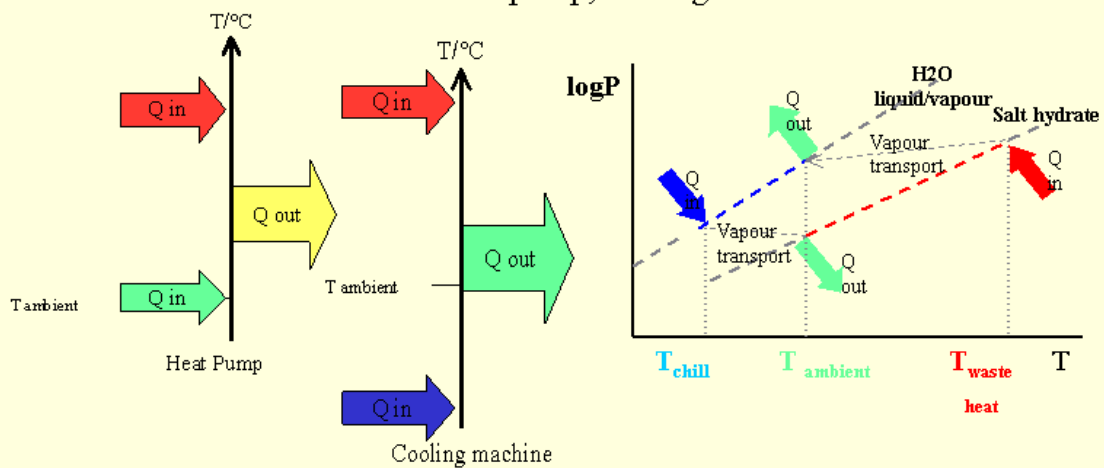 T/°C
Q in
Q out
T ambient
Q in
Heat Pump
T/°C
Q in
Q out
T ambient
Q in
Cooling machine
logP
H2O
liquid/vapour
Salt hydrate
Q
out
Vapour
transport
Q
in
Q
in
Vapour
transport
Q
out
T chill
T ambient
T waste
heat
T